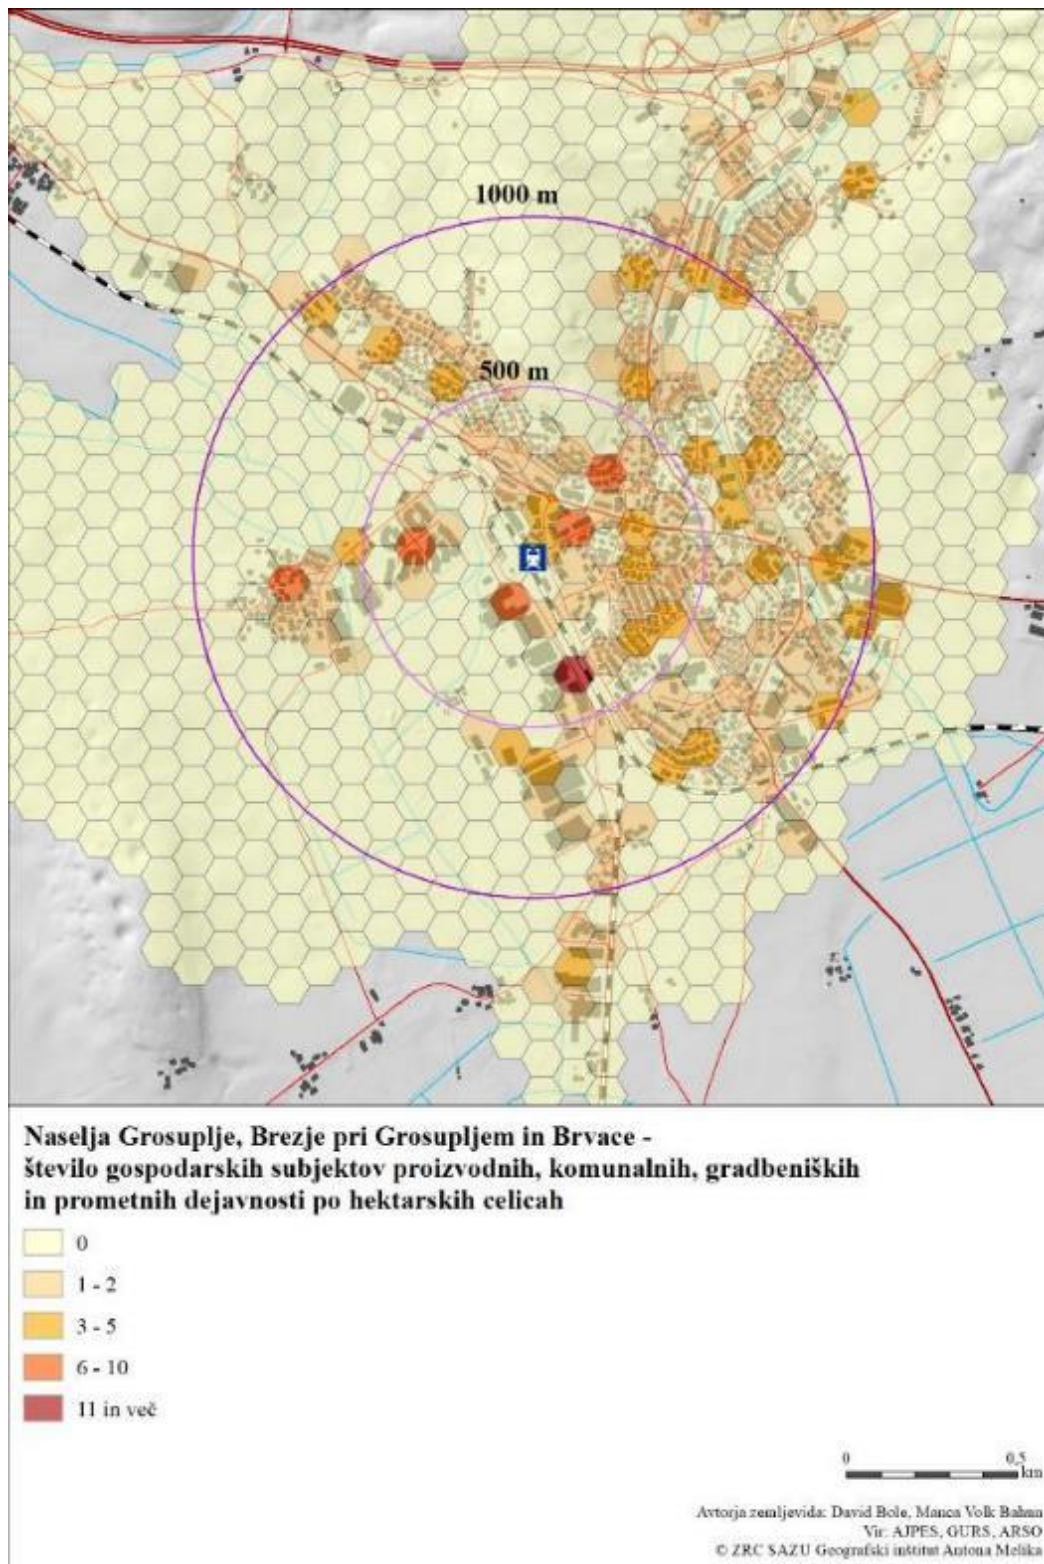 1000 m
500 m
Naselja Grosuplje, Brezje pri Grosupljem in Brvace -
število gospodarskih subjektov proizvodnih, komunalnih, gradbeniških
in prometnih dejavnosti po hektarskih celicah
0
1 - 2
3 - 5
6 - 10
11 in več
0 0,5
km
Avtorja zemljevida: David Bole, Manca Volk Bahun
Vir: AJPES, GURS, ARSO
© ZRC SAZU Geografski inštitut Antona Melika